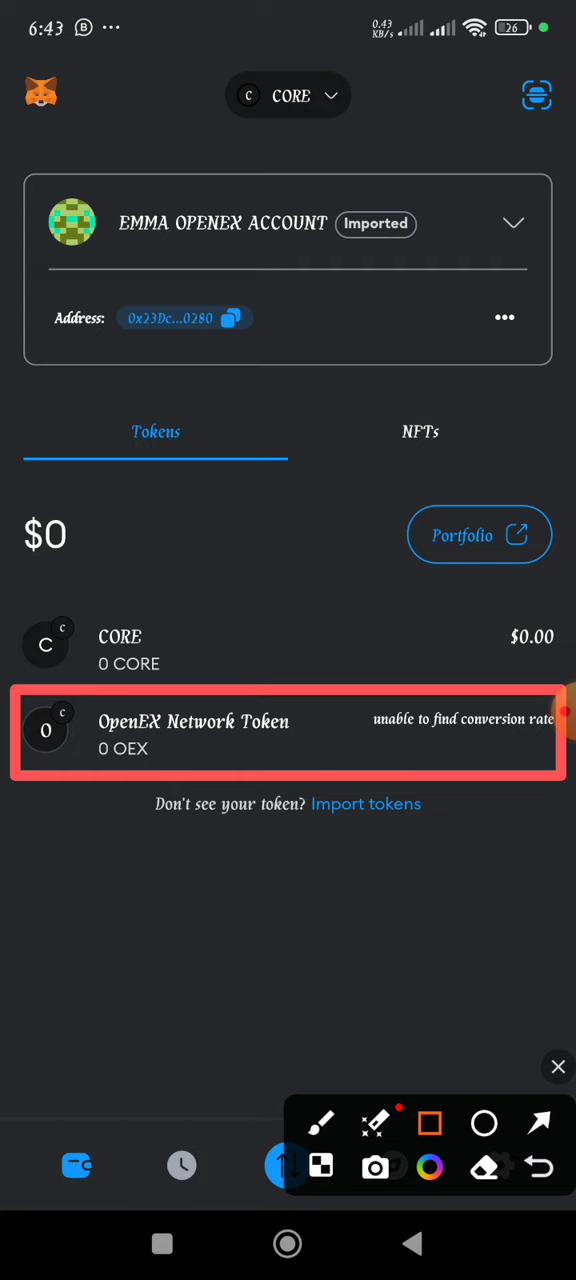 6:43 B ...
0.43 KB/s 26
C CORE
EMMA OPENEX ACCOUNT Imported
Address: 0x23Dc...0280 •••
Tokens NFTs
$0 Portfolio
C c CORE $0.00
0 CORE
O c OpenEX Network Token unable to find conversion rate
0 OEX
Don't see your token? Import tokens